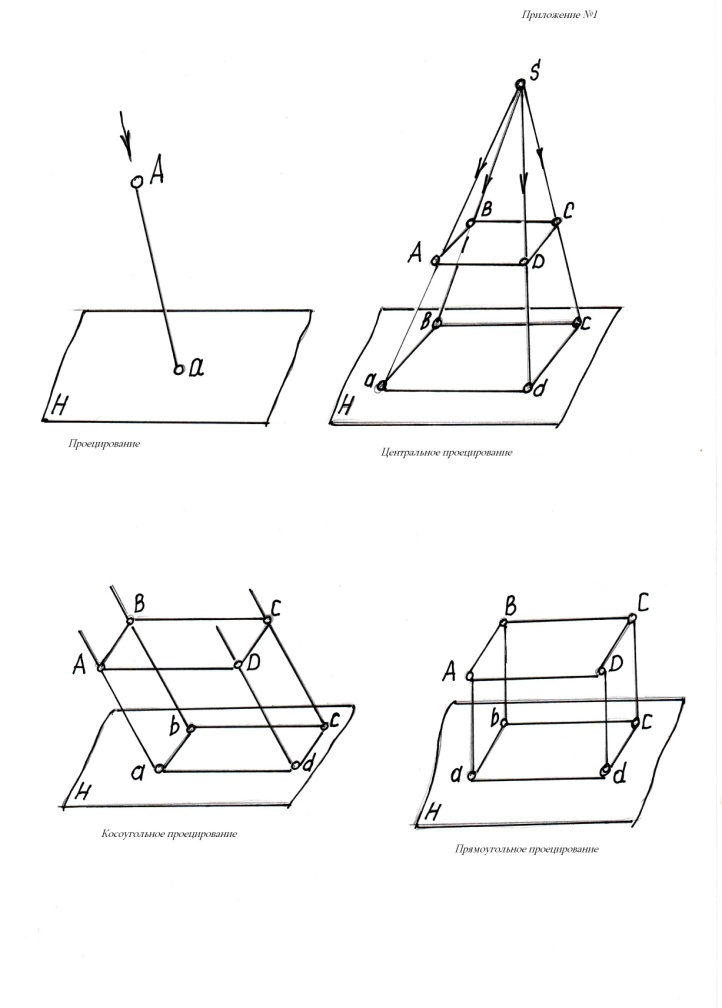 Приложение №1
S
A
B
C
A
D
B
C
a
a
d
H
H
Проецирование
Центральное проецирование
B
C
A
D
b
c
a
d
H
Косоугольное проецирование
B
C
A
D
b
C
a
d
H
Прямоугольное проецирование